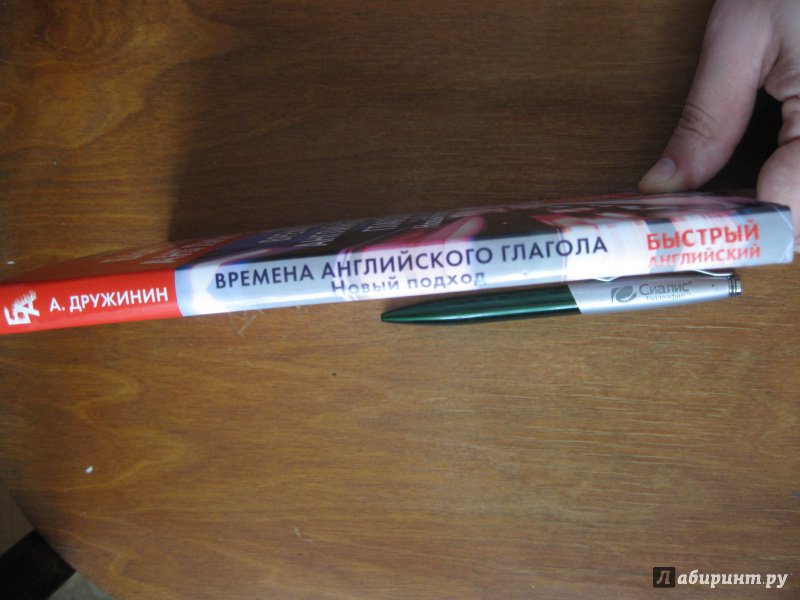 А. ДРУЖИНИН
ВРЕМЕНА АНГЛИЙСКОГО ГЛАГОЛА
Новый подход
БЫСТРЫЙ
АНГЛИЙСКИЙ
Сиалис
Лабиринт.ру